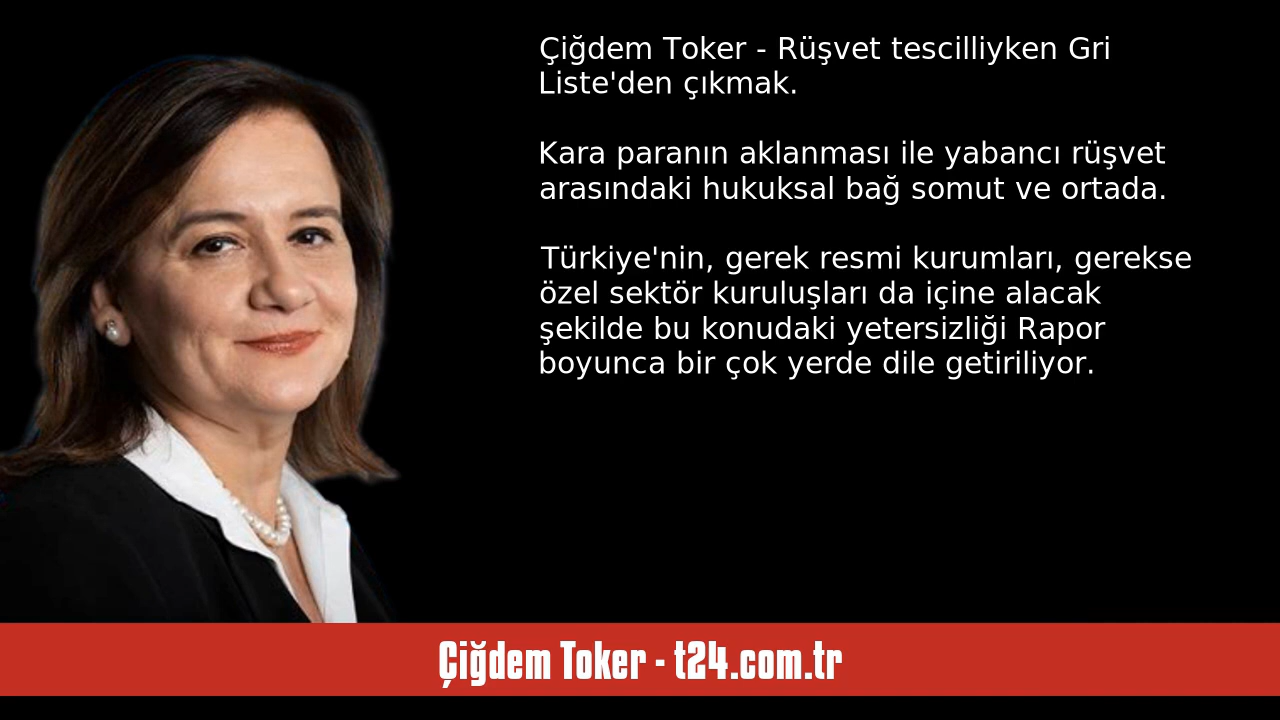 Çiğdem Toker - Rüşvet tescilliyken Gri
Liste'den çıkmak.
Kara paranın aklanması ile yabancı rüşvet
arasındaki hukuksal bağ somut ve ortada.
Türkiye'nin, gerek resmi kurumları, gerekse
özel sektör kuruluşları da içine alacak
şekilde bu konudaki yetersizliği Rapor
boyunca bir çok yerde dile getiriliyor.
Çiğdem Toker - t24.com.tr